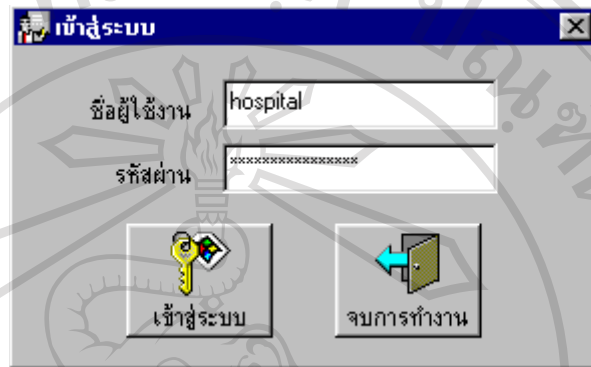 เข้าสู่ระบบ
ชื่อผู้ใช้งาน hospital
รหัสผ่าน ****************
เข้าสู่ระบบ จบการทำงาน